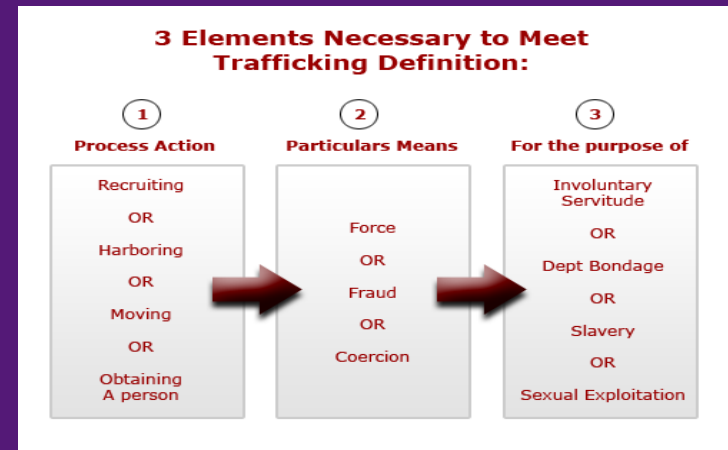 3 Elements Necessary to Meet
Trafficking Definition:
1
Process Action
Recruiting
OR
Harboring
OR
Moving
OR
Obtaining
A person
2
Particulars Means
Force
OR
Fraud
OR
Coercion
3
For the purpose of
Involuntary
Servitude
OR
Dept Bondage
OR
Slavery
OR
Sexual Exploitation